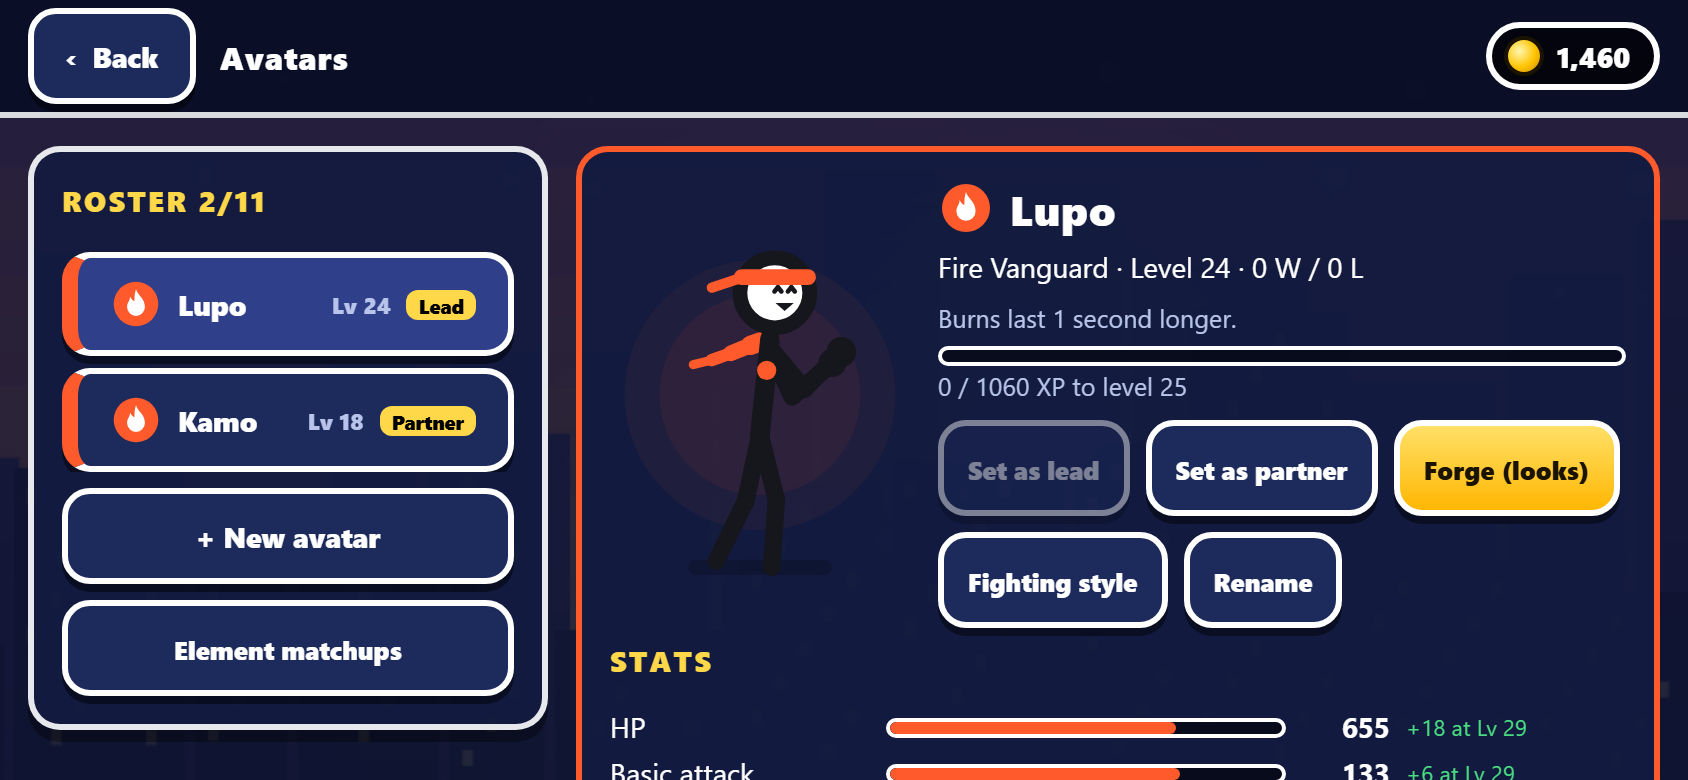 ‹ Back
Avatars
1,460
ROSTER 2/11
Lupo Lv 24 Lead
Kamo Lv 18 Partner
+ New avatar
Element matchups
Lupo
Fire Vanguard · Level 24 · 0 W / 0 L
Burns last 1 second longer.
0 / 1060 XP to level 25
Set as lead
Set as partner
Forge (looks)
Fighting style
Rename
STATS
HP 655 +18 at Lv 29
Basic attack 133 +6 at Lv 29